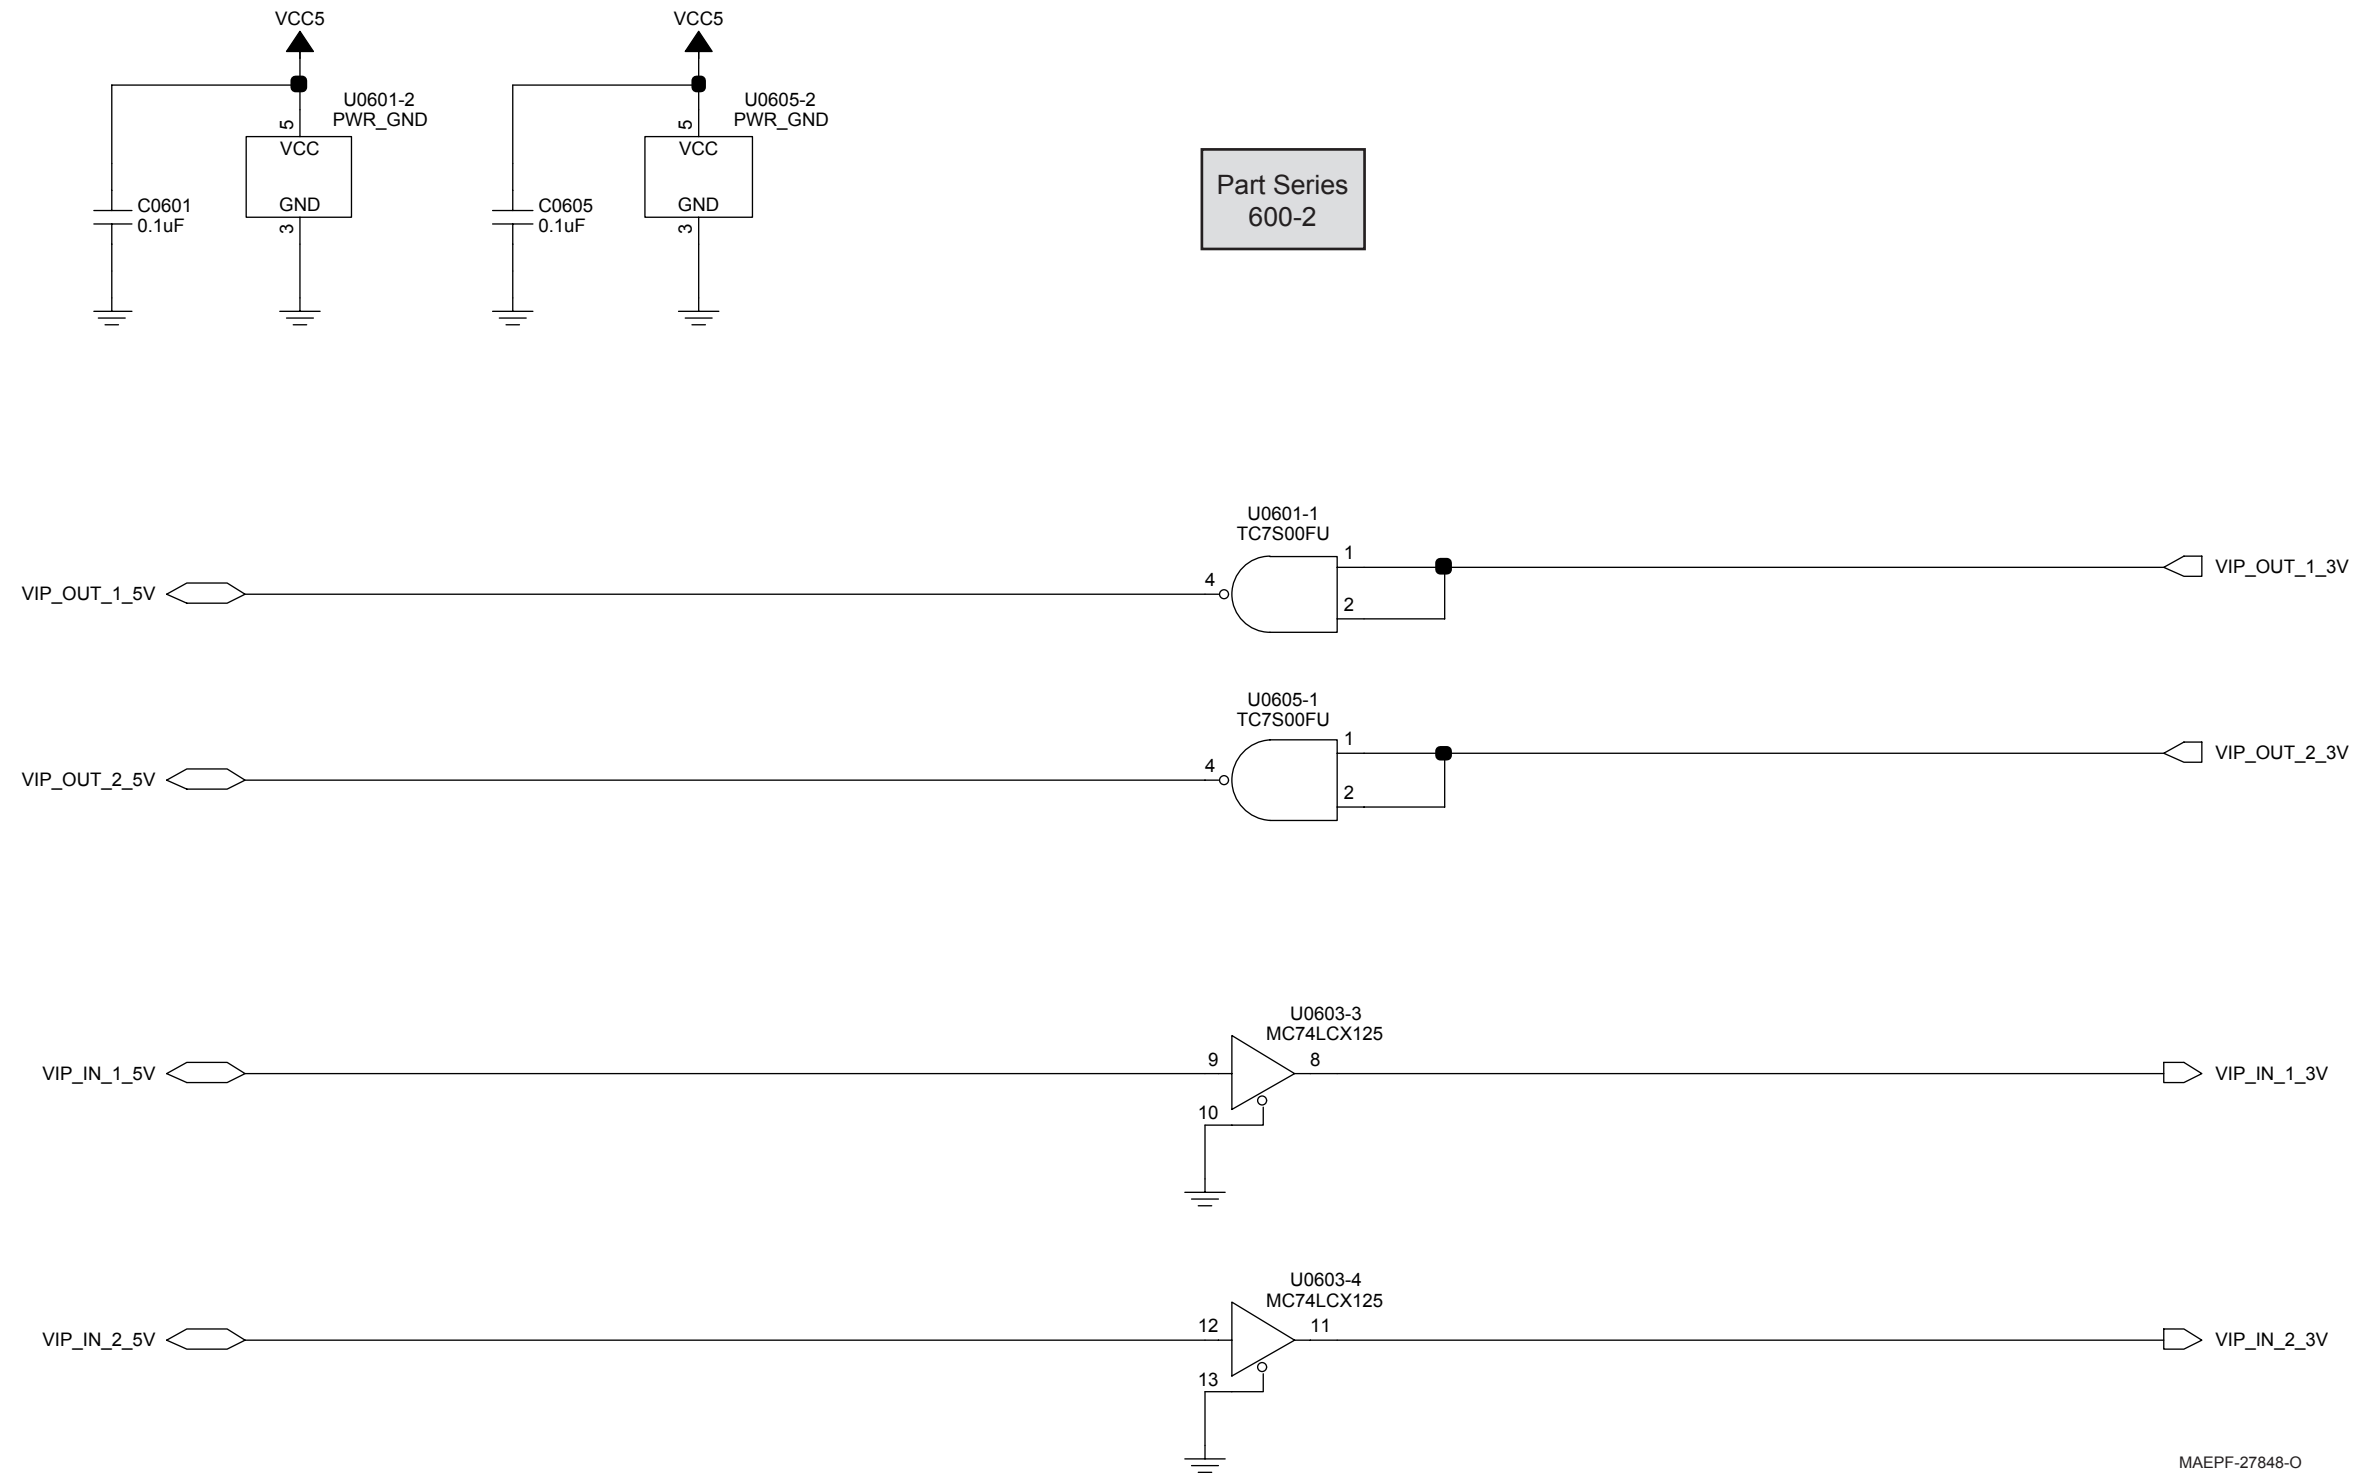 VCC5
VCC5
U0601-2
PWR_GND
U0605-2
PWR_GND
5
VCC
5
VCC
Part Series
600-2
C0601
0.1uF
GND
3
C0605
0.1uF
GND
3
U0601-1
TC7S00FU
1
VIP_OUT_1_3V
4
VIP_OUT_1_5V
2
U0605-1
TC7S00FU
1
VIP_OUT_2_3V
4
VIP_OUT_2_5V
2
U0603-3
MC74LCX125
9
8
VIP_IN_1_5V
VIP_IN_1_3V
10
U0603-4
MC74LCX125
12
11
VIP_IN_2_5V
VIP_IN_2_3V
13
MAEPF-27848-O